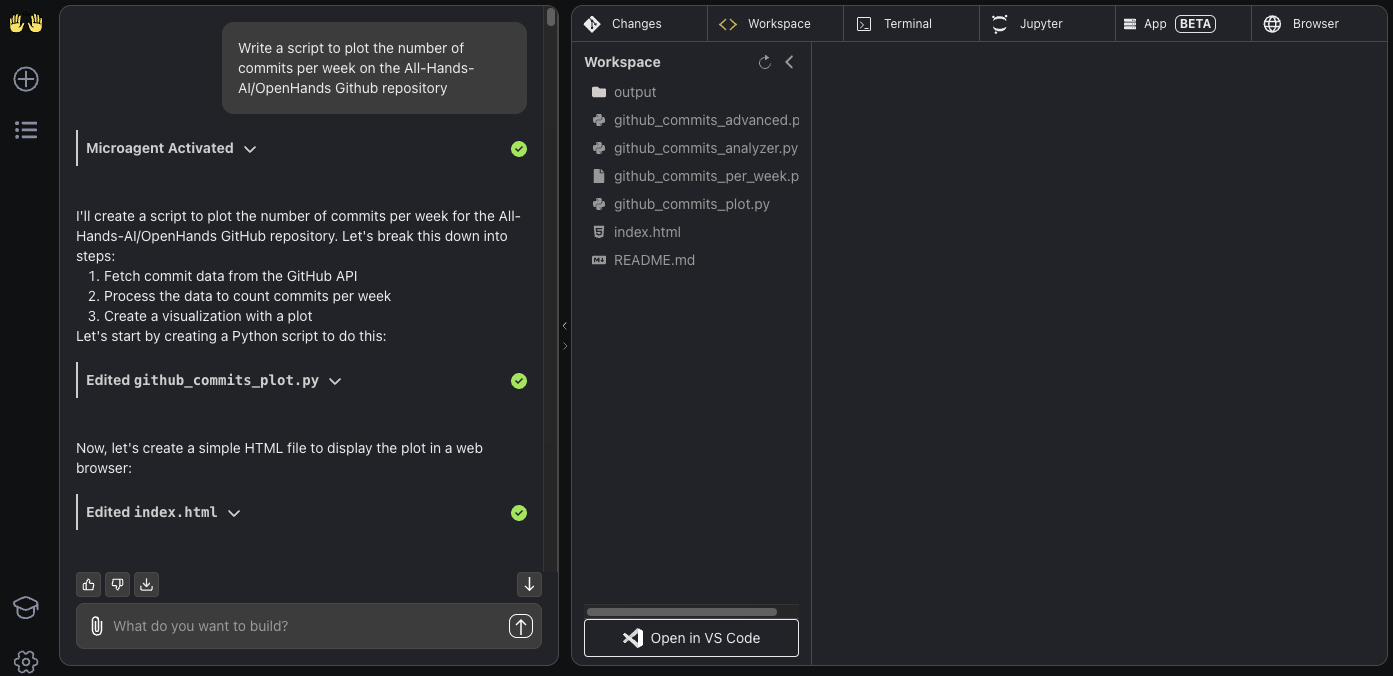 Write a script to plot the number of
commits per week on the All-Hands-
AI/OpenHands Github repository
Microagent Activated
I'll create a script to plot the number of commits per week for the All-
Hands-AI/OpenHands GitHub repository. Let's break this down into
steps:
1. Fetch commit data from the GitHub API
2. Process the data to count commits per week
3. Create a visualization with a plot
Let's start by creating a Python script to do this:
Edited github_commits_plot.py
Now, let's create a simple HTML file to display the plot in a web
browser:
Edited index.html
What do you want to build?
Changes
Workspace
Terminal
Jupyter
App BETA
Browser
Workspace
output
github_commits_advanced.p
github_commits_analyzer.py
github_commits_per_week.p
github_commits_plot.py
index.html
README.md
Open in VS Code